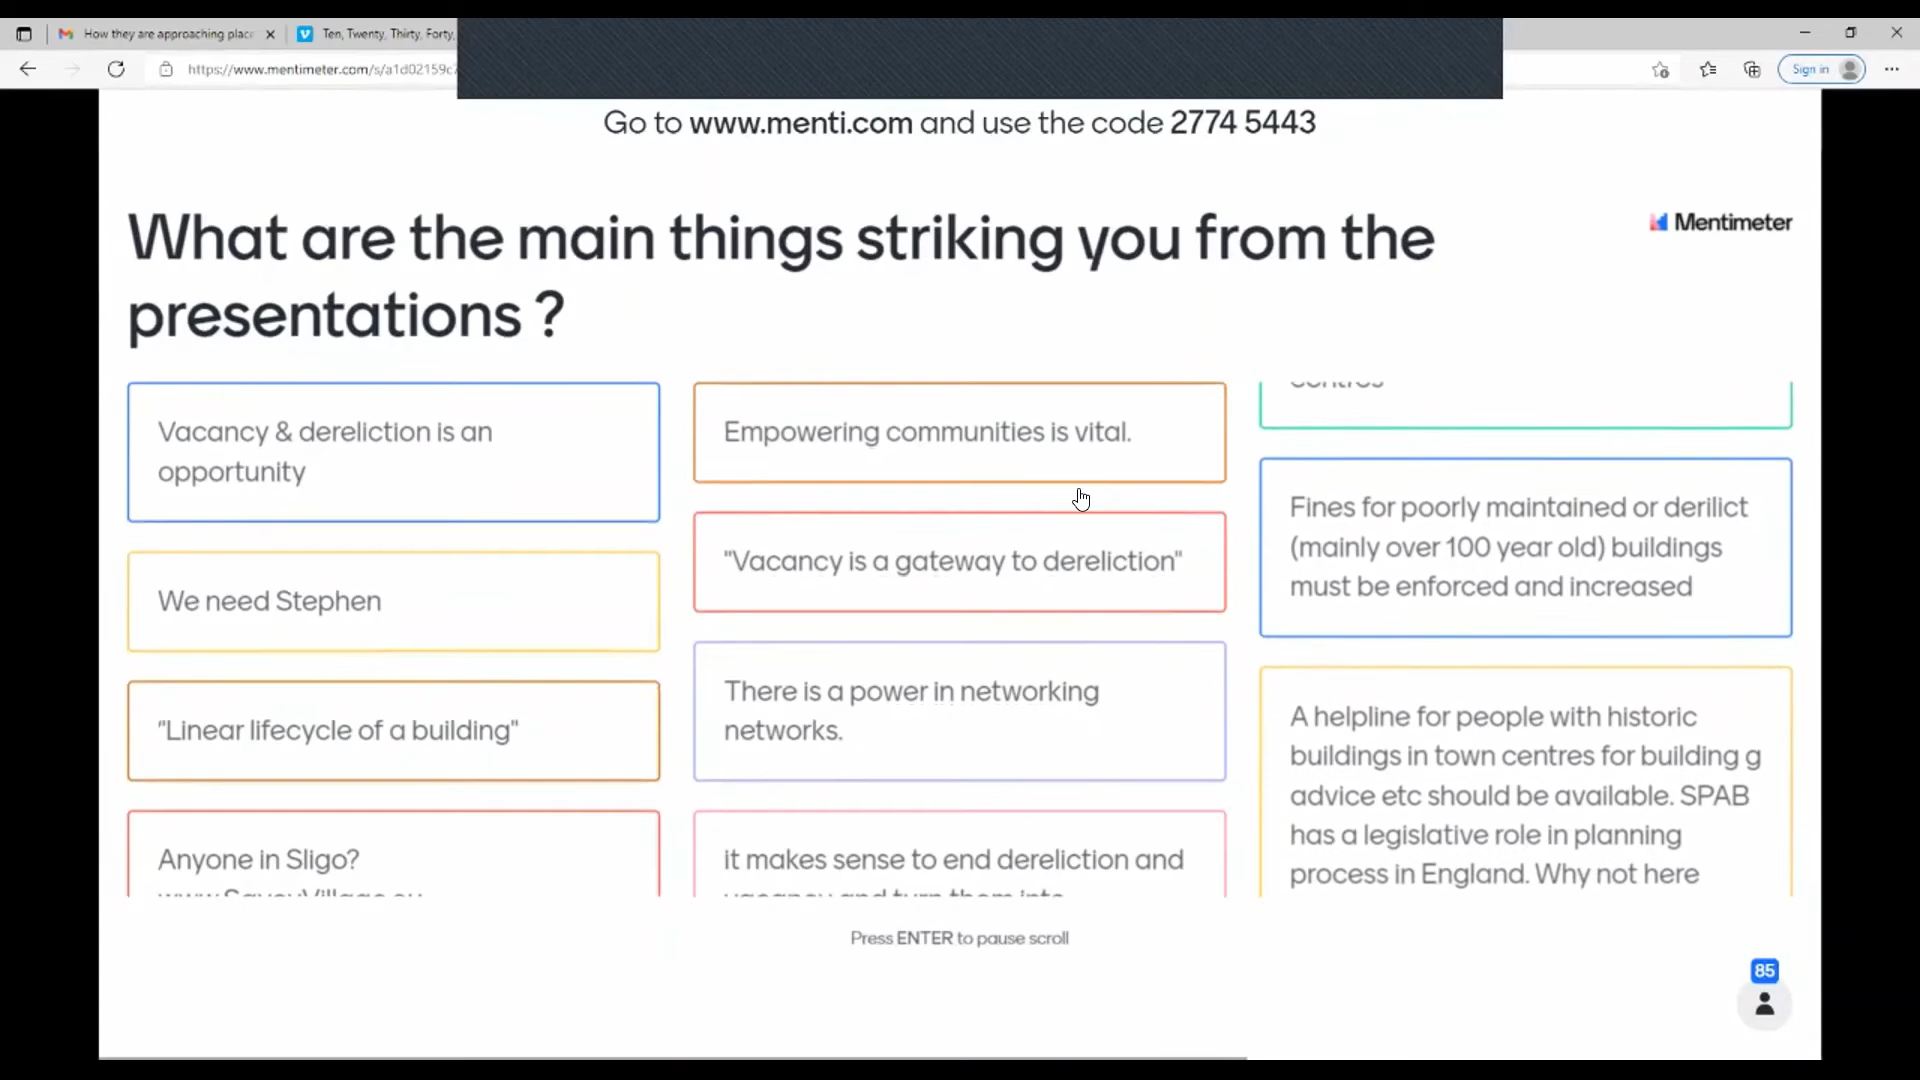 How they are approaching plac
Ten, Twenty, Thirty, Forty,
https://www.mentimeter.com/s/a1d02159c
Sign in
Go to www.menti.com and use the code 2774 5443
What are the main things striking you from the
presentations ?
Mentimeter
Vacancy & dereliction is an
opportunity
We need Stephen
"Linear lifecycle of a building"
Anyone in Sligo?
Empowering communities is vital.
"Vacancy is a gateway to dereliction"
There is a power in networking
networks.
it makes sense to end dereliction and
vacancy and turn them into
Fines for poorly maintained or derilict
(mainly over 100 year old) buildings
must be enforced and increased
A helpline for people with historic
buildings in town centres for building g
advice etc should be available. SPAB
has a legislative role in planning
process in England. Why not here
Press ENTER to pause scroll
85